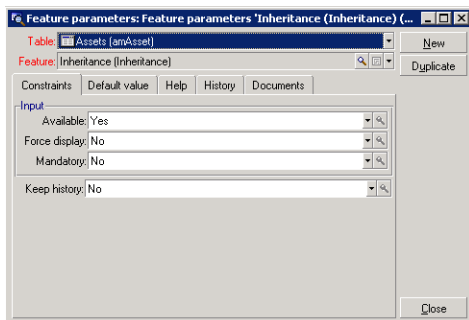 Feature parameters: Feature parameters 'Inheritance (Inheritance) (...
Table: Assets (amAsset)
New
Feature: Inheritance (Inheritance)
Duplicate
Constraints Default value Help History Documents
Input
Available: Yes
Force display: No
Mandatory: No
Keep history: No
Close